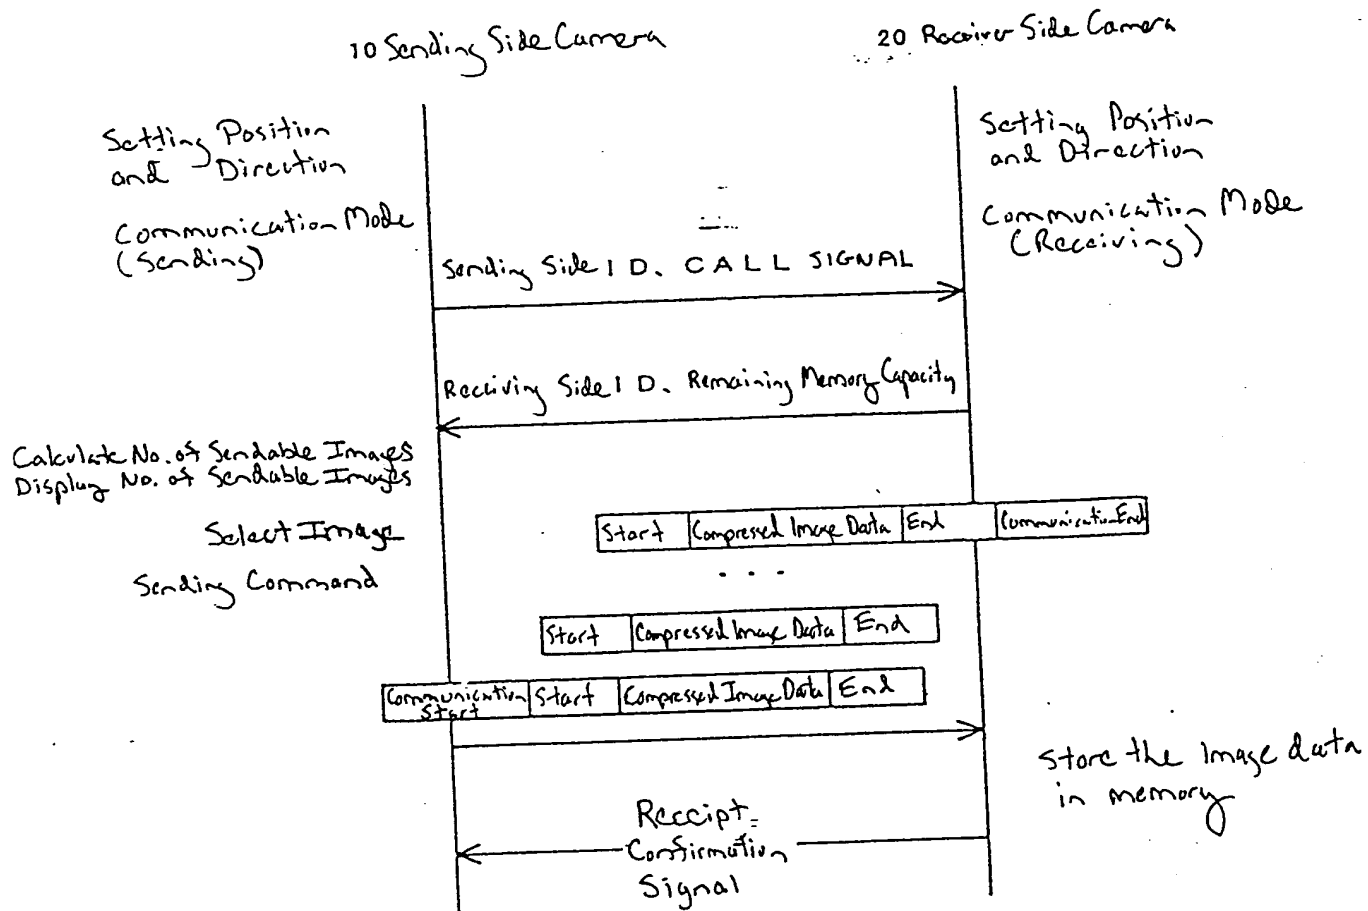 10 Sending Side Camera
20 Receiver Side Camera
Setting Position
and Direction
Setting Position
and Direction
Communication Mode
(Sending)
Communication Mode
(Receiving)
Sending Side ID. CALL SIGNAL
Receiving Side ID. Remaining Memory Capacity
Calculate No. of Sendable Images
Display No. of Sendable Images
Select Image
Start Compressed Image Data End Communication End
Sending Command
...
Start Compressed Image Data End
Communication
Start
Start Compressed Image Data End
Store the Image data
in memory
Receipt
Confirmation
Signal